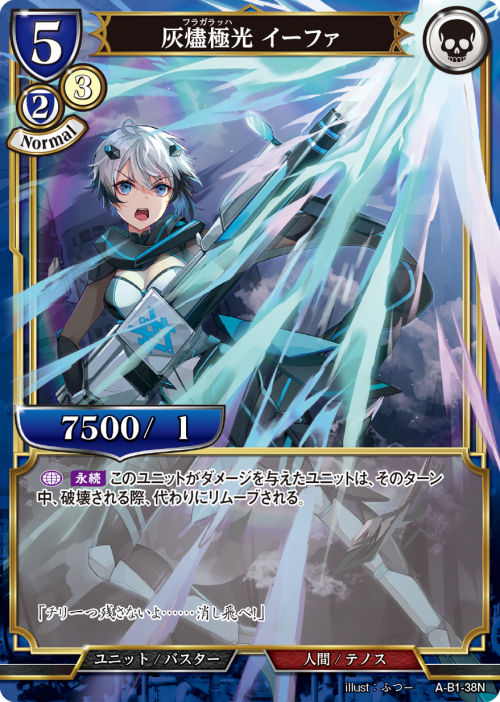 5
フラガラッハ
灰燼極光 イーファ
2
3
Normal
7500/ 1
永続 このユニットがダメージを与えたユニットは、そのターン
中、破壊される際、代わりにリムーブされる。
「チリ一つ残さないよ……消し飛べ！」
ユニット / バスター
人間 / テノス
illust：ふつー
A-B1-38N